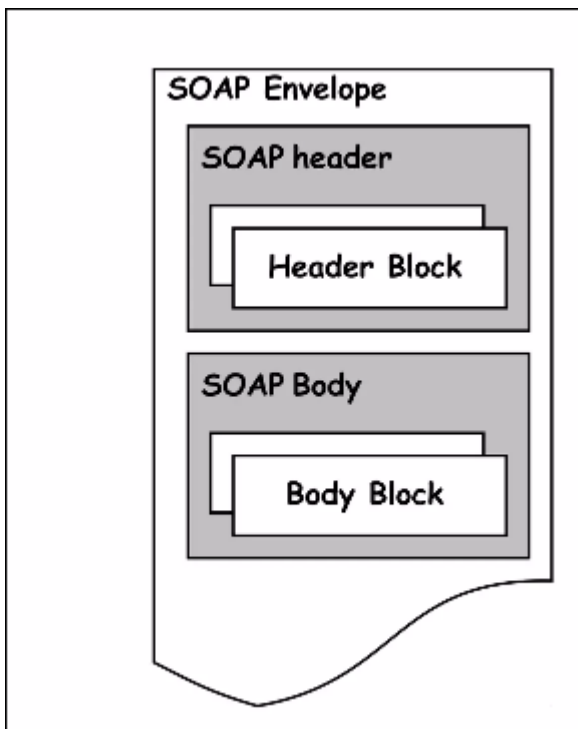 SOAP Envelope
SOAP header
Header Block
SOAP Body
Body Block